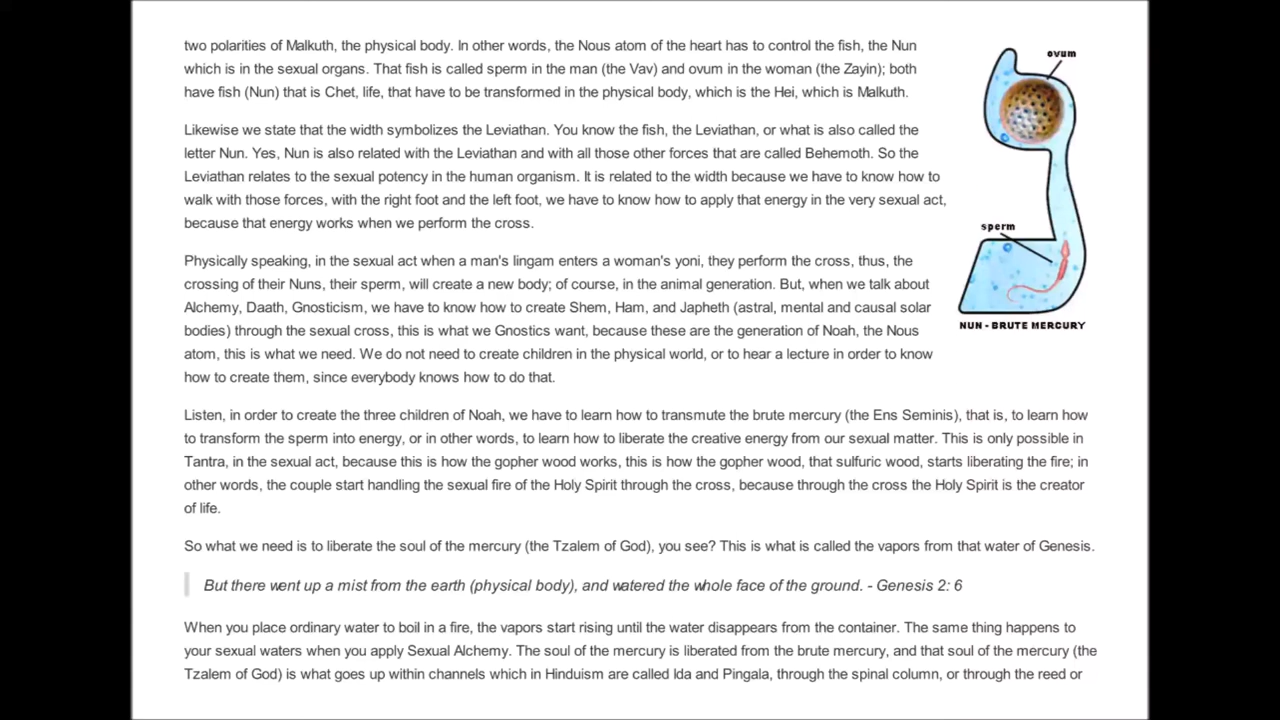 two polarities of Malkuth, the physical body. In other words, the Nous atom of the heart has to control the fish, the Nun
which is in the sexual organs. That fish is called sperm in the man (the Vav) and ovum in the woman (the Zayin); both
have fish (Nun) that is Chet, life, that have to be transformed in the physical body, which is the Hei, which is Malkuth.
Likewise we state that the width symbolizes the Leviathan. You know the fish, the Leviathan, or what is also called the
letter Nun. Yes, Nun is also related with the Leviathan and with all those other forces that are called Behemoth. So the
Leviathan relates to the sexual potency in the human organism. It is related to the width because we have to know how to
walk with those forces, with the right foot and the left foot, we have to know how to apply that energy in the very sexual act,
because that energy works when we perform the cross.
ovum
sperm
NUN - BRUTE MERCURY
Physically speaking, in the sexual act when a man's lingam enters a woman's yoni, they perform the cross, thus, the
crossing of their Nuns, their sperm, will create a new body; of course, in the animal generation. But, when we talk about
Alchemy, Daath, Gnosticism, we have to know how to create Shem, Ham, and Japheth (astral, mental and causal solar
bodies) through the sexual cross, this is what we Gnostics want, because these are the generation of Noah, the Nous
atom, this is what we need. We do not need to create children in the physical world, or to hear a lecture in order to know
how to create them, since everybody knows how to do that.
Listen, in order to create the three children of Noah, we have to learn how to transmute the brute mercury (the Ens Seminis), that is, to learn how
to transform the sperm into energy, or in other words, to learn how to liberate the creative energy from our sexual matter. This is only possible in
Tantra, in the sexual act, because this is how the gopher wood works, this is how the gopher wood, that sulfuric wood, starts liberating the fire; in
other words, the couple start handling the sexual fire of the Holy Spirit through the cross, because through the cross the Holy Spirit is the creator
of life.
So what we need is to liberate the soul of the mercury (the Tzalem of God), you see? This is what is called the vapors from that water of Genesis.
But there went up a mist from the earth (physical body), and watered the whole face of the ground. - Genesis 2: 6
When you place ordinary water to boil in a fire, the vapors start rising until the water disappears from the container. The same thing happens to
your sexual waters when you apply Sexual Alchemy. The soul of the mercury is liberated from the brute mercury, and that soul of the mercury (the
Tzalem of God) is what goes up within channels which in Hinduism are called Ida and Pingala, through the spinal column, or through the reed or